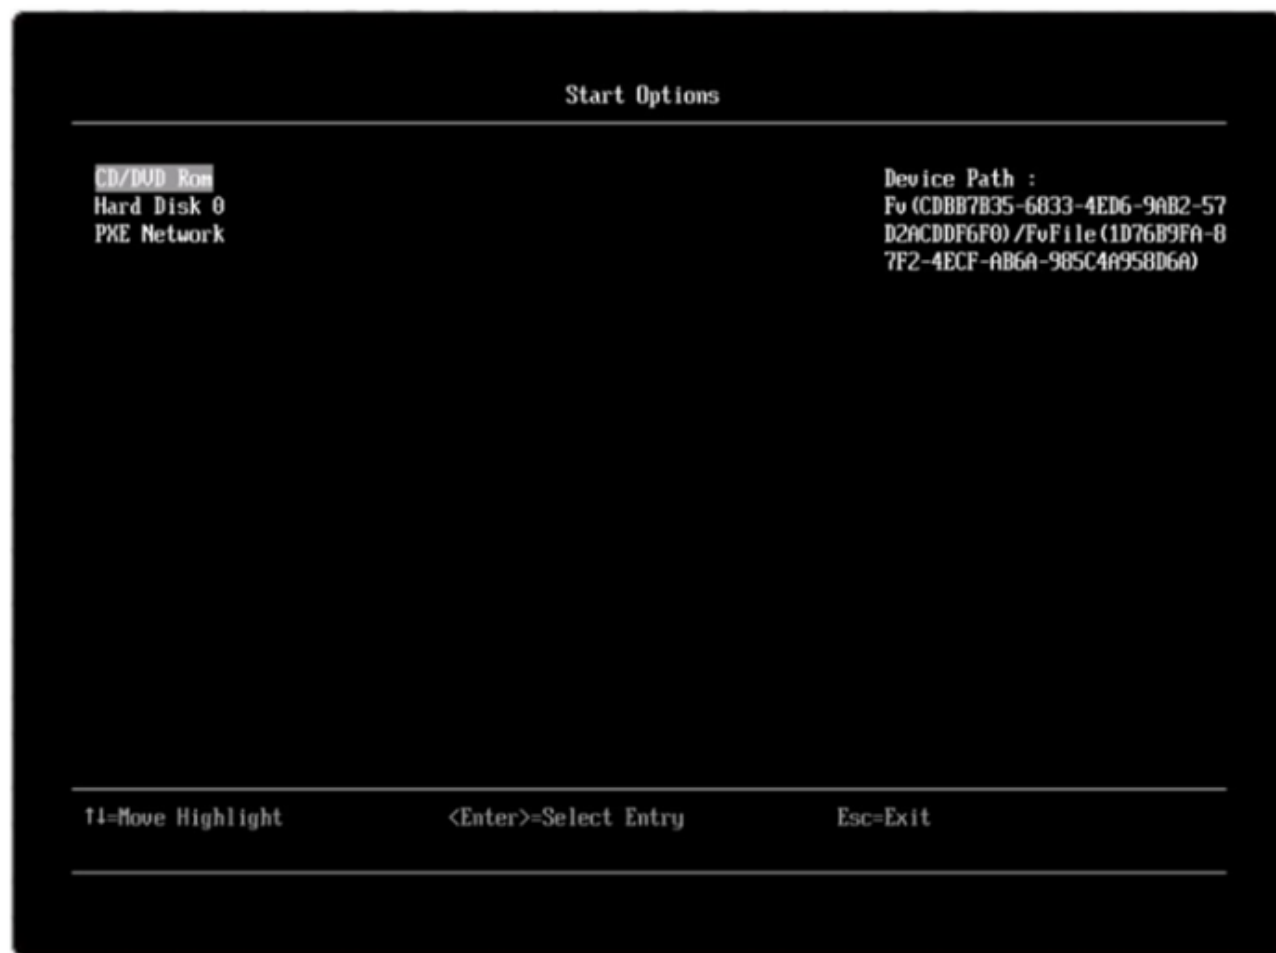 Start Options
CD/DVD Rom
Hard Disk 0
PXE Network
Device Path :
Fv(CDBB7B35-6833-4ED6-9AB2-57
D2ACDDF6F0)/FvFile(1D76B9FA-8
7F2-4ECF-AB6A-985C4A958D6A)
↑↓=Move Highlight
<Enter>=Select Entry
Esc=Exit